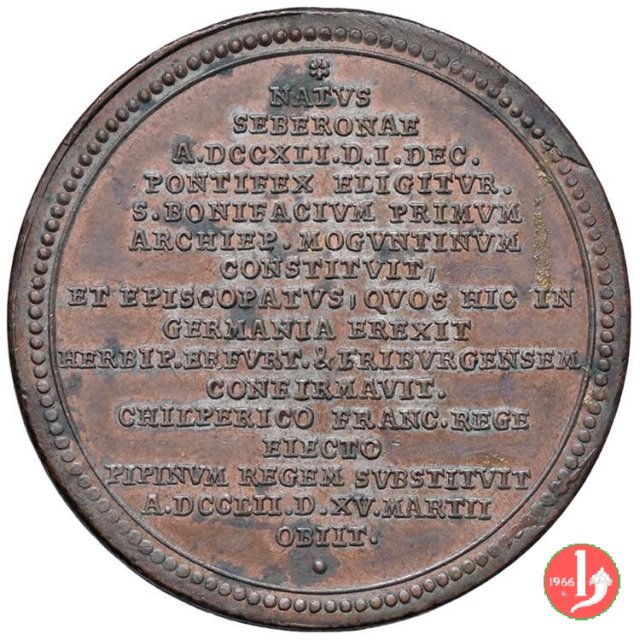 NATVS
SEBERONAE
A.DCCXLI.D.I.DEC.
PONTIFEX ELIGITVR.
S.BONIFACIVM PRIMVM
ARCHIEP.MOGVNTINVM
CONSTITVIT,
ET EPISCOPATVS, QVOS HIC IN
GERMANIA EREXIT
HERBIP.ERFVRT.&FRIBVRGENSEM
CONFIRMAVIT.
CHILPERICO FRANC.REGE
EIECTO
PIPINVM REGEM SVBSTITVIT
A.DCCLII.D.XV.MARTII
OBIIT.
1966